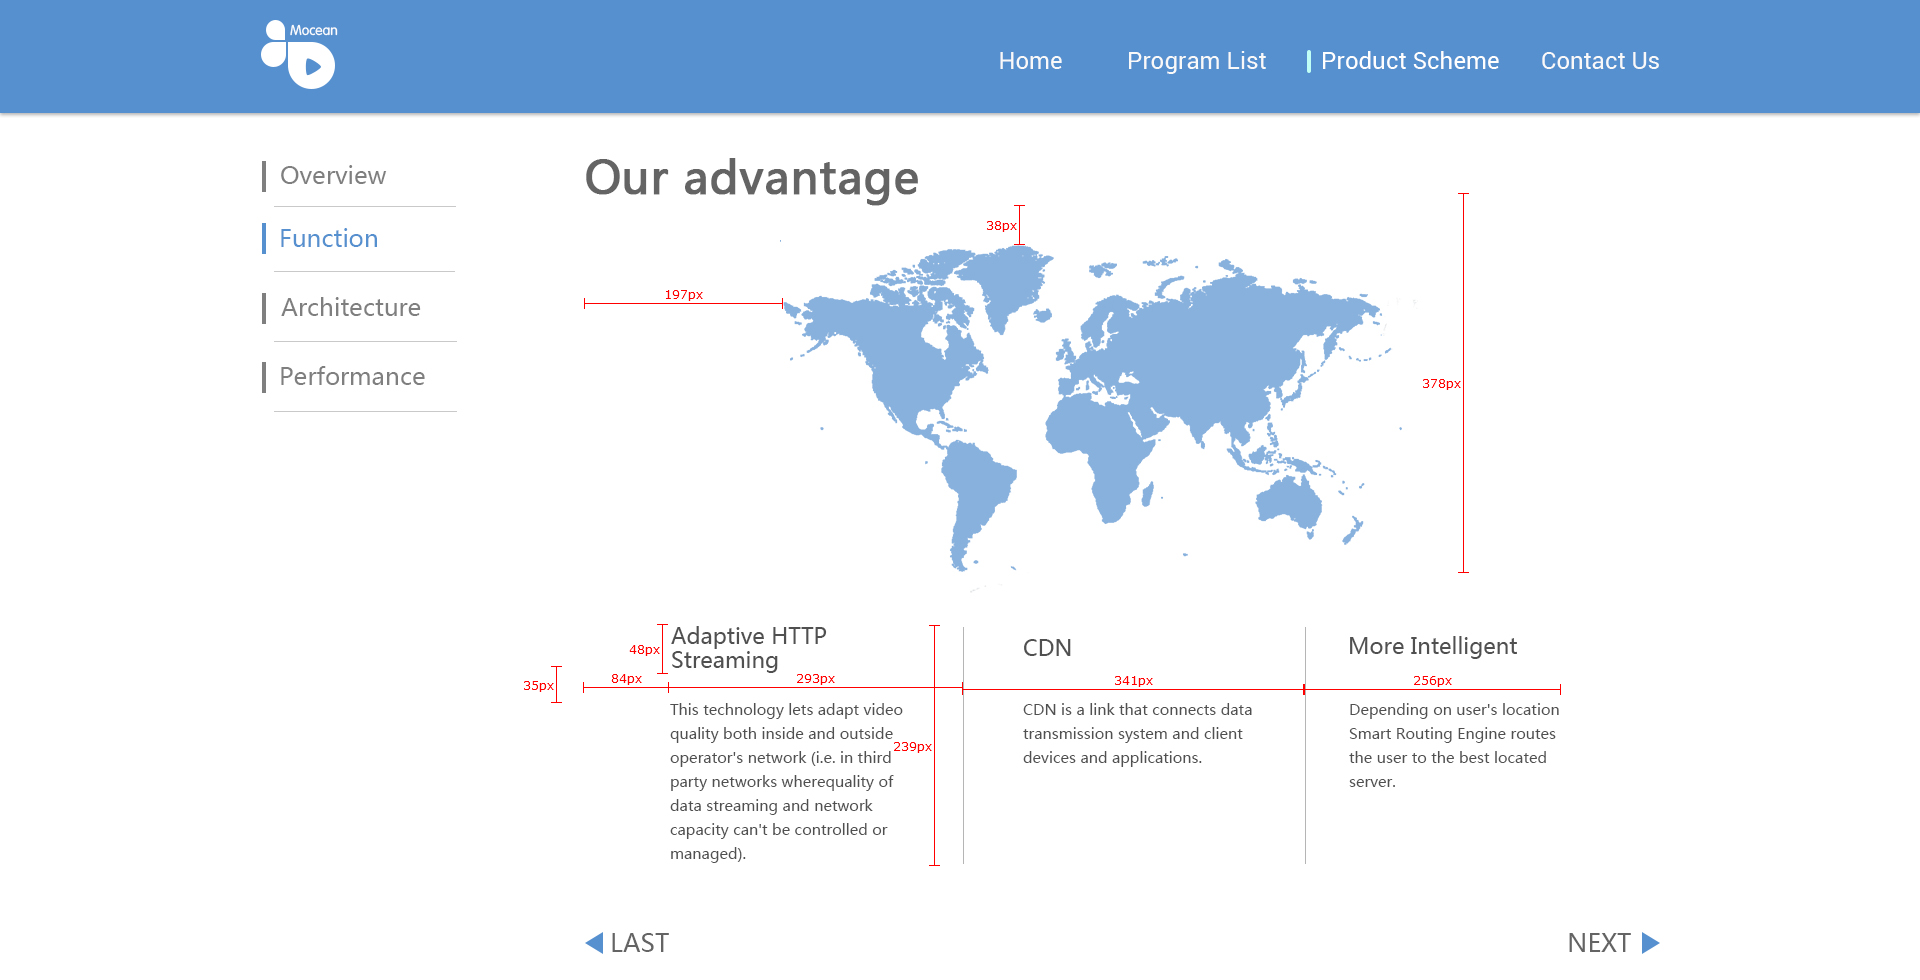 Mocean
Home
Program List
Product Scheme
Contact Us
Overview
Function
Architecture
Performance
Our advantage
38px
197px
378px
Adaptive HTTP
Streaming
48px
35px
84px
293px
This technology lets adapt video
quality both inside and outside
operator's network (i.e. in third
party networks wherequality of
data streaming and network
capacity can't be controlled or
managed).
239px
CDN
341px
CDN is a link that connects data
transmission system and client
devices and applications.
More Intelligent
256px
Depending on user's location
Smart Routing Engine routes
the user to the best located
server.
LAST
NEXT